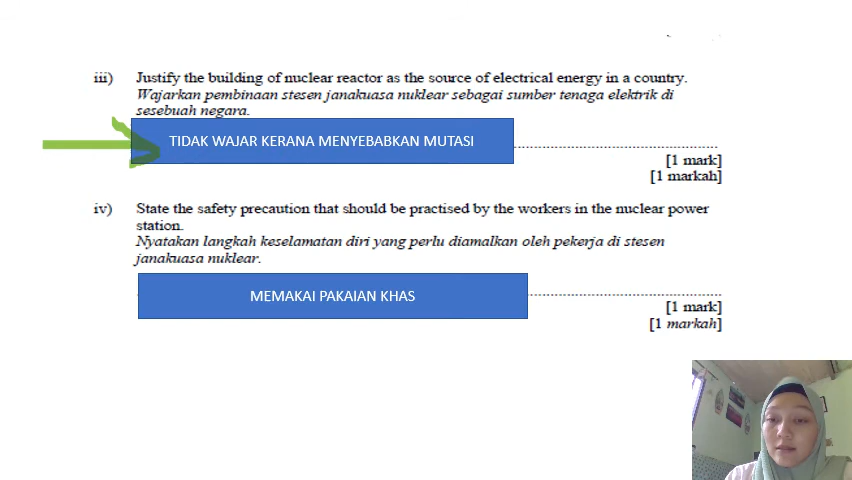 iii) Justify the building of nuclear reactor as the source of electrical energy in a country.
Wajarkan pembinaan stesen janakuasa nuklear sebagai sumber tenaga elektrik di
sesebuah negara.
TIDAK WAJAR KERANA MENYEBABKAN MUTASI
[1 mark]
[1 markah]
iv) State the safety precaution that should be practised by the workers in the nuclear power
station.
Nyatakan langkah keselamatan diri yang perlu diamalkan oleh pekerja di stesen
janakuasa nuklear.
MEMAKAI PAKAIAN KHAS
[1 mark]
[1 markah]